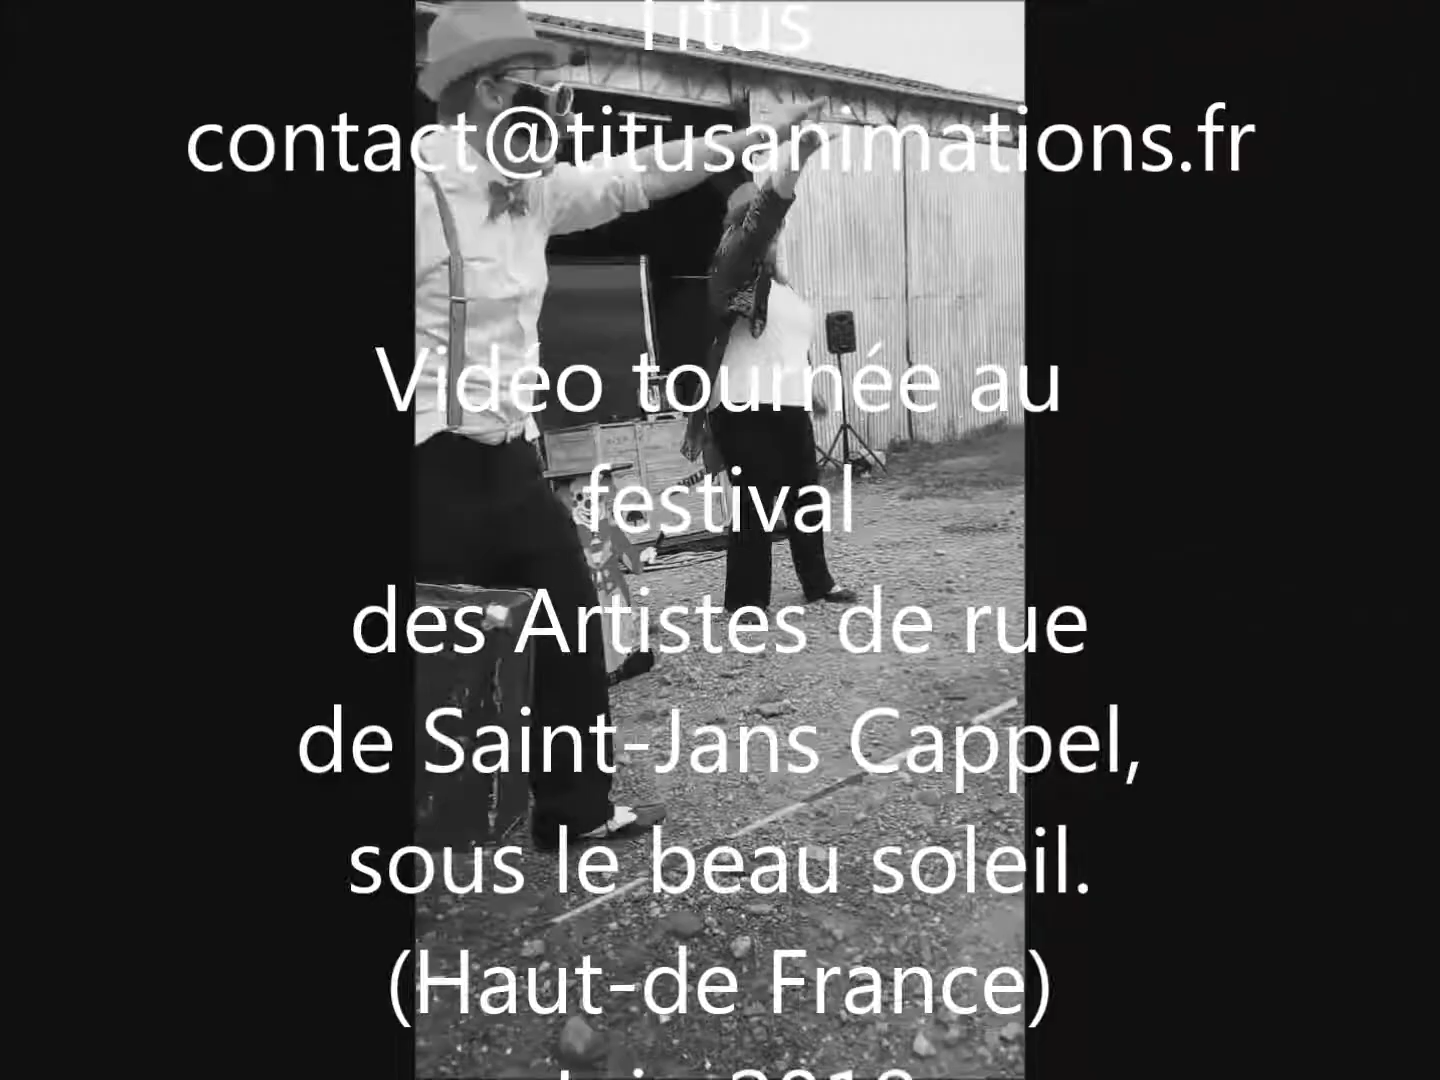 Titus
contact@titusanimations.fr
Vidéo tournée au
festival
des Artistes de rue
de Saint-Jans Cappel,
sous le beau soleil.
(Haut-de France)